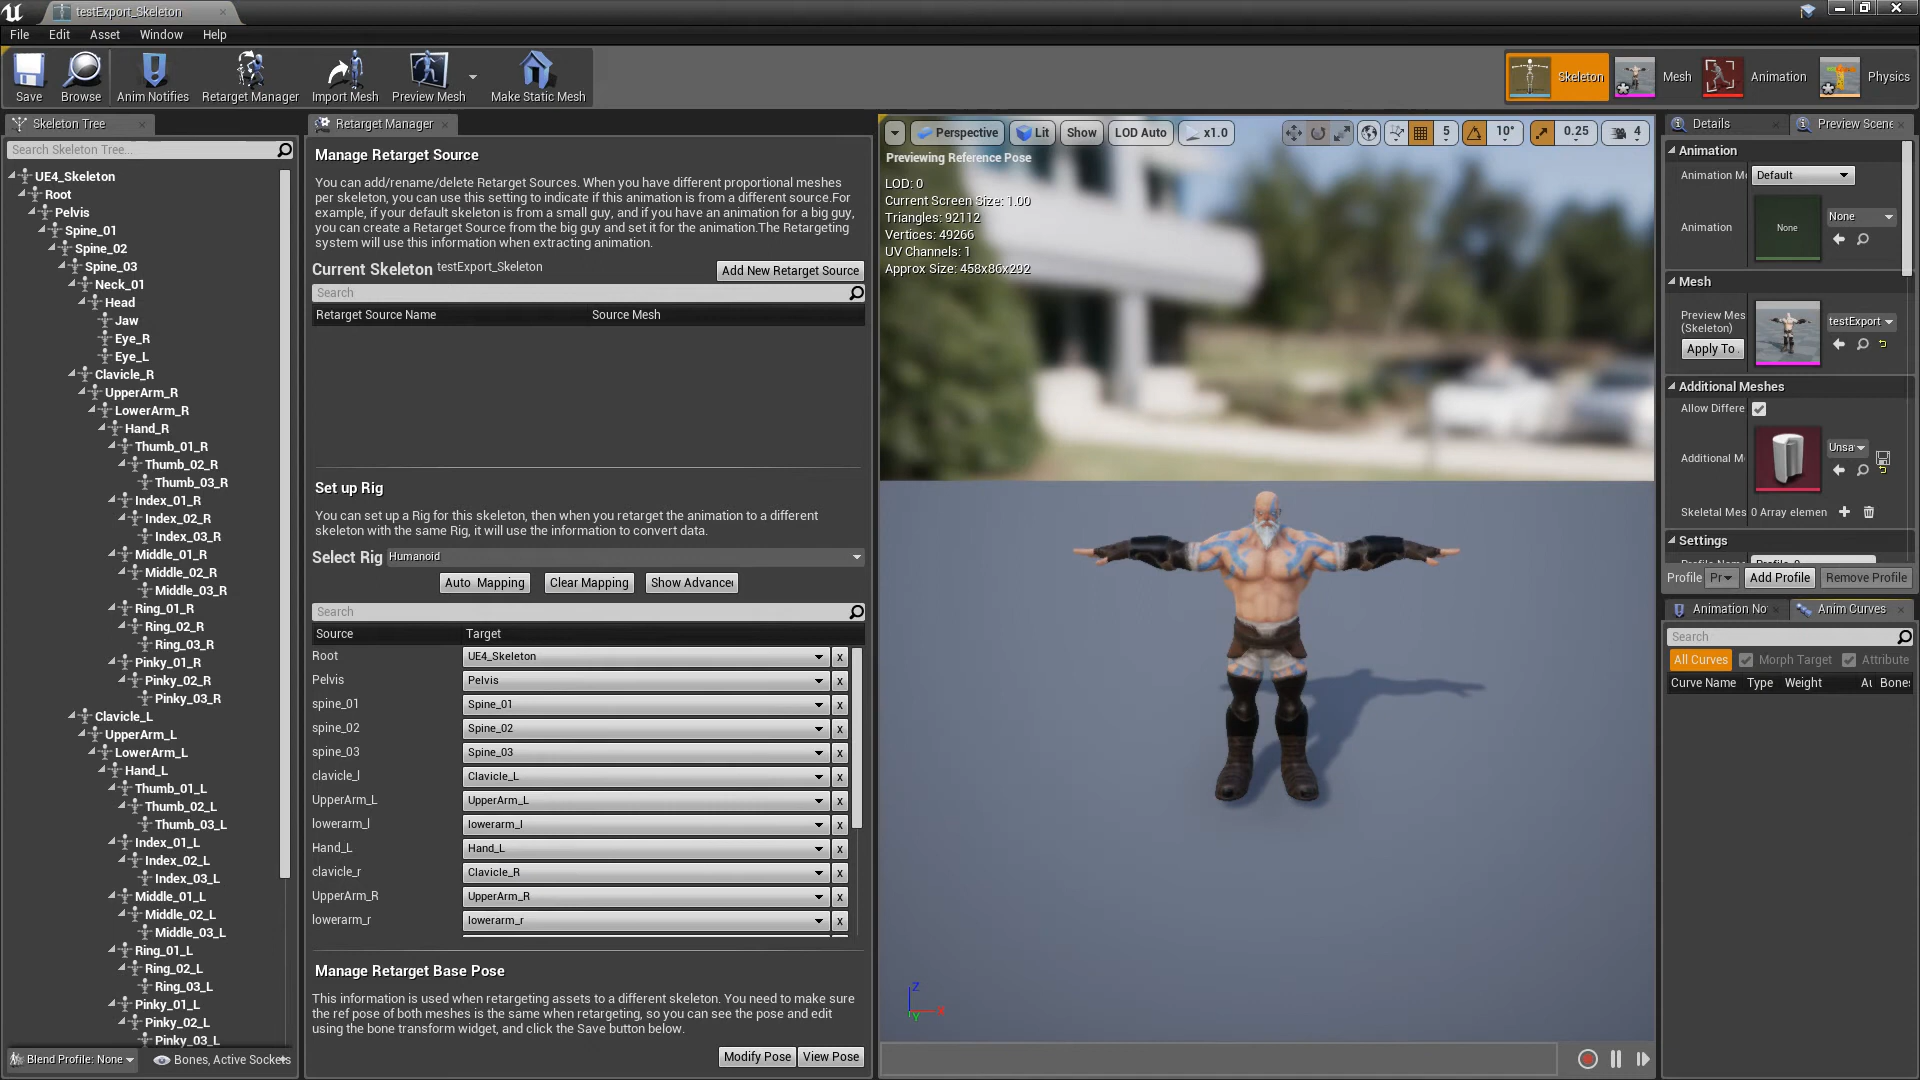 testExport_Skeleton
File Edit Asset Window Help
Save Browse Anim Notifies Retarget Manager Import Mesh Preview Mesh Make Static Mesh
Skeleton Mesh Animation Physics
Skeleton Tree
Search Skeleton Tree...
UE4_Skeleton
Root
Pelvis
Spine_01
Spine_02
Spine_03
Neck_01
Head
Jaw
Eye_R
Eye_L
Clavicle_R
UpperArm_R
LowerArm_R
Hand_R
Thumb_01_R
Thumb_02_R
Thumb_03_R
Index_01_R
Index_02_R
Index_03_R
Middle_01_R
Middle_02_R
Middle_03_R
Ring_01_R
Ring_02_R
Ring_03_R
Pinky_01_R
Pinky_02_R
Pinky_03_R
Clavicle_L
UpperArm_L
LowerArm_L
Hand_L
Thumb_01_L
Thumb_02_L
Thumb_03_L
Index_01_L
Index_02_L
Index_03_L
Middle_01_L
Middle_02_L
Middle_03_L
Ring_01_L
Ring_02_L
Ring_03_L
Pinky_01_L
Pinky_02_L
Pinky_03_L
Blend Profile: None Bones, Active Sockets
Retarget Manager
Manage Retarget Source
You can add/rename/delete Retarget Sources. When you have different proportional meshes
per skeleton, you can use this setting to indicate if this animation is from a different source.For
example, if your default skeleton is from a small guy, and if you have an animation for a big guy,
you can create a Retarget Source from the big guy and set it for the animation.The Retargeting
system will use this information when extracting animation.
Current Skeleton testExport_Skeleton
Add New Retarget Source
Search
Retarget Source Name Source Mesh
Set up Rig
You can set up a Rig for this skeleton, then when you retarget the animation to a different
skeleton with the same Rig, it will use the information to convert data.
Select Rig Humanoid
Auto Mapping Clear Mapping Show Advanced
Search
Source Target
Root UE4_Skeleton x
Pelvis Pelvis x
spine_01 Spine_01 x
spine_02 Spine_02 x
spine_03 Spine_03 x
clavicle_l Clavicle_L x
UpperArm_L UpperArm_L x
lowerarm_l lowerarm_l x
Hand_L Hand_L x
clavicle_r Clavicle_R x
UpperArm_R UpperArm_R x
lowerarm_r lowerarm_r x
Manage Retarget Base Pose
This information is used when retargeting assets to a different skeleton. You need to make sure
the ref pose of both meshes is the same when retargeting, so you can see the pose and edit
using the bone transform widget, and click the Save button below.
Modify Pose View Pose
Perspective Lit Show LOD Auto x1.0 5 10° 0.25 4
Previewing Reference Pose
LOD: 0
Current Screen Size: 1.00
Triangles: 92112
Vertices: 49266
UV Channels: 1
Approx Size: 458x86x292
Z
X
Y
Details Preview Scene
Animation
Animation Mo Default
Animation None None
Mesh
Preview Mes
(Skeleton)
testExport
Apply To
Additional Meshes
Allow Differe
Additional M Unsa
Skeletal Mes 0 Array elemen
Settings
Profile Pr Add Profile Remove Profile
Animation No Anim Curves
Search
All Curves Morph Target Attribute
Curve Name Type Weight Au Bones